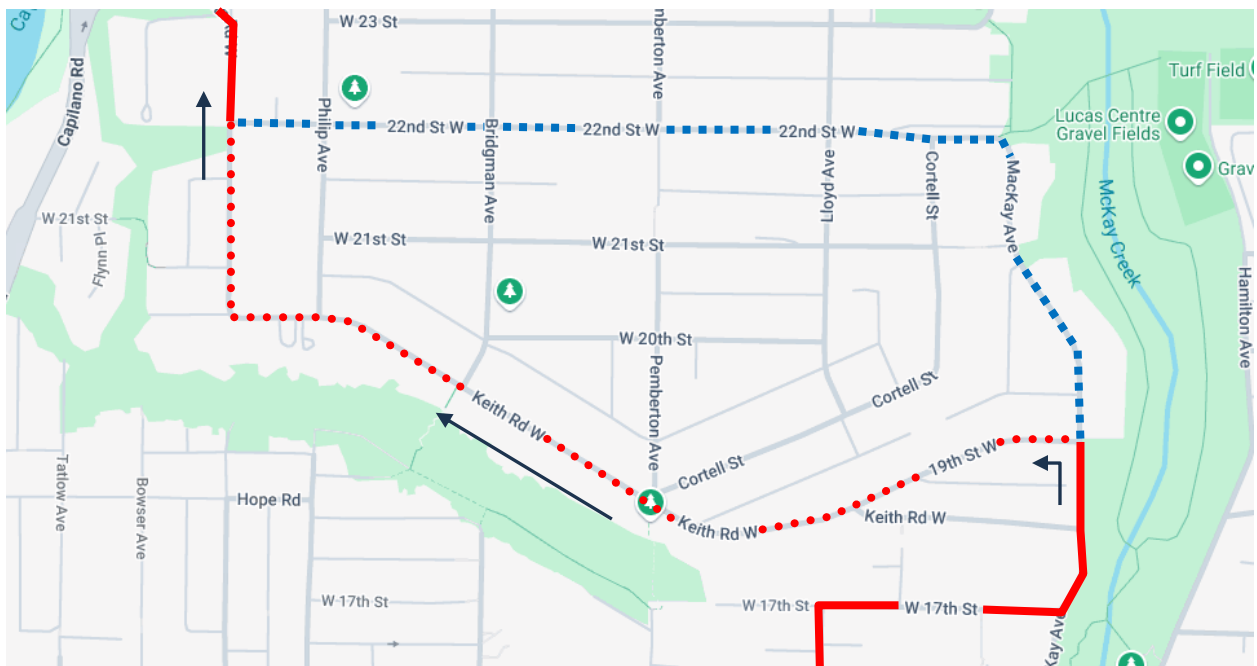 W 23 St
Rd W
Capilano Rd
Turf Field
Lucas Centre
Gravel Fields
Philip Ave
Bridgman Ave
22nd St W
22nd St W
22nd St W
Lloyd Ave
Cortell St
MacKay Ave
McKay Creek
W 21st St
Flynn Pl
W 21st St
W 21st St
Hamilton Ave
W 20th St
Pemberton Ave
Keith Rd W
Cortell St
Cortell St
19th St W
Tatlow Ave
Bowser Ave
Hope Rd
Keith Rd W
Keith Rd W
W 17th St
W 17th St
W 17th St